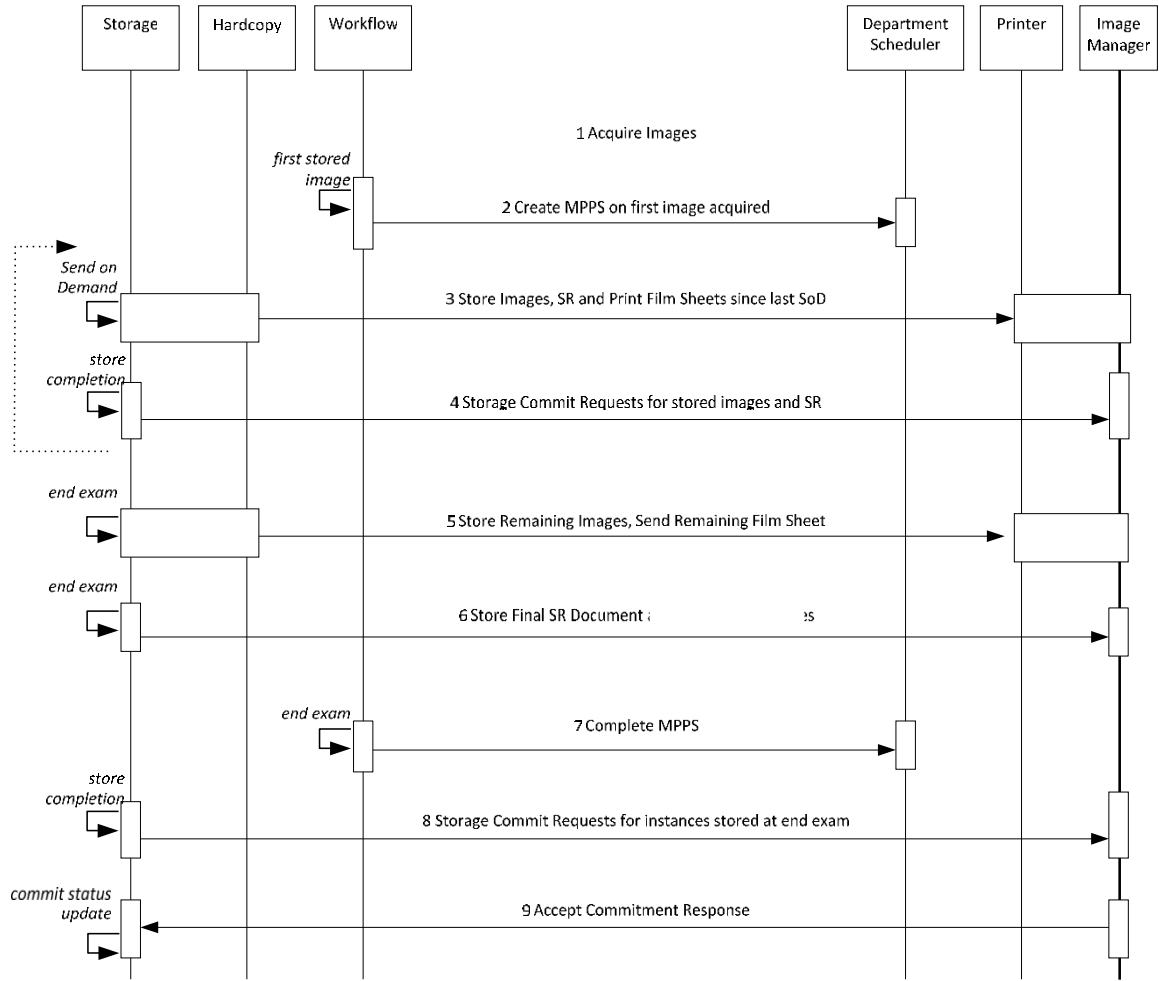 Storage
Hardcopy
Workflow
Department
Scheduler
Printer
Image
Manager
1 Acquire Images
first stored
image
2 Create MPPS on first image acquired
Send on
Demand
3 Store Images, SR and Print Film Sheets since last SoD
store
completion
4 Storage Commit Requests for stored images and SR
end exam
5 Store Remaining Images, Send Remaining Film Sheet
end exam
6 Store Final SR Document
end exam
7 Complete MPPS
store
completion
8 Storage Commit Requests for instances stored at end exam
commit status
update
9 Accept Commitment Response